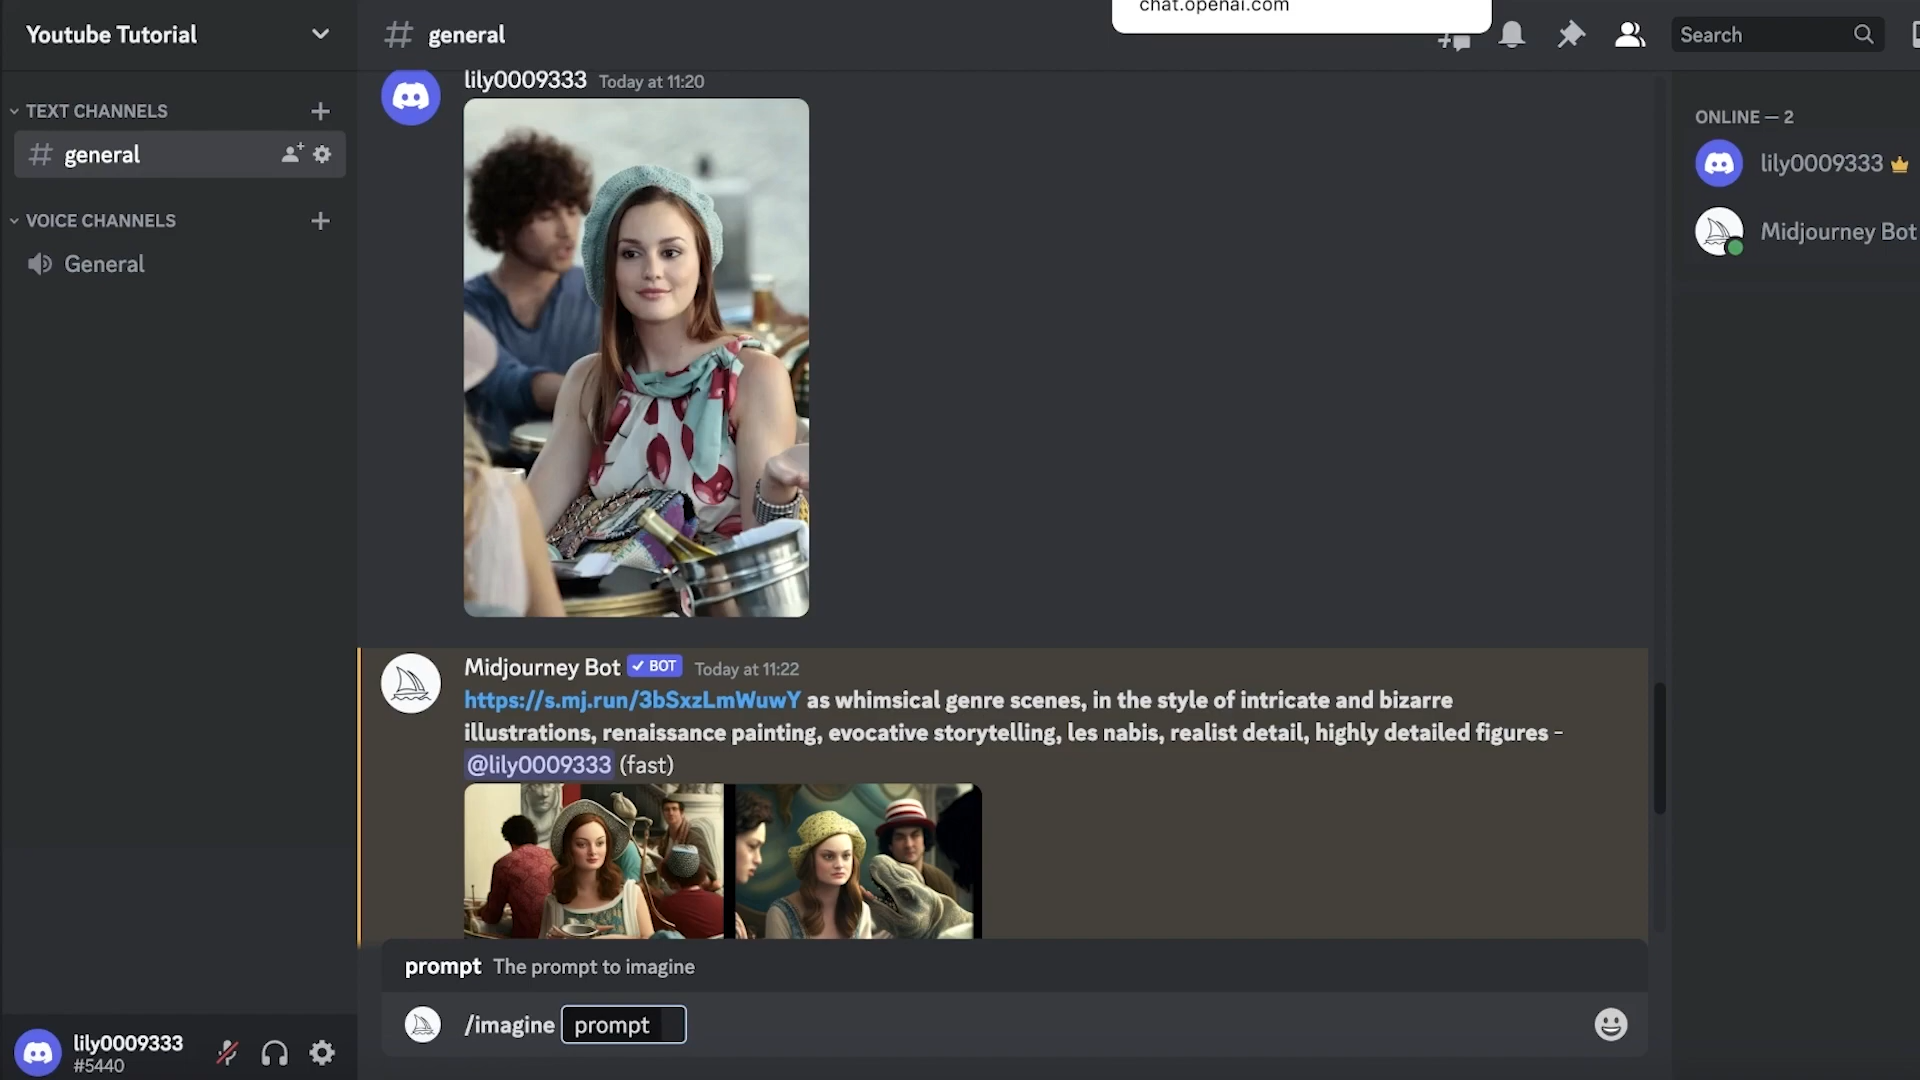 chat.openai.com
Youtube Tutorial
general
Search
TEXT CHANNELS
general
VOICE CHANNELS
General
lily0009333 Today at 11:20
Midjourney Bot BOT Today at 11:22
https://s.mj.run/3bSxzLmWuwY as whimsical genre scenes, in the style of intricate and bizarre
illustrations, renaissance painting, evocative storytelling, les nabis, realist detail, highly detailed figures -
@lily0009333 (fast)
prompt The prompt to imagine
/imagine prompt
ONLINE — 2
lily0009333
Midjourney Bot
lily0009333
#5440